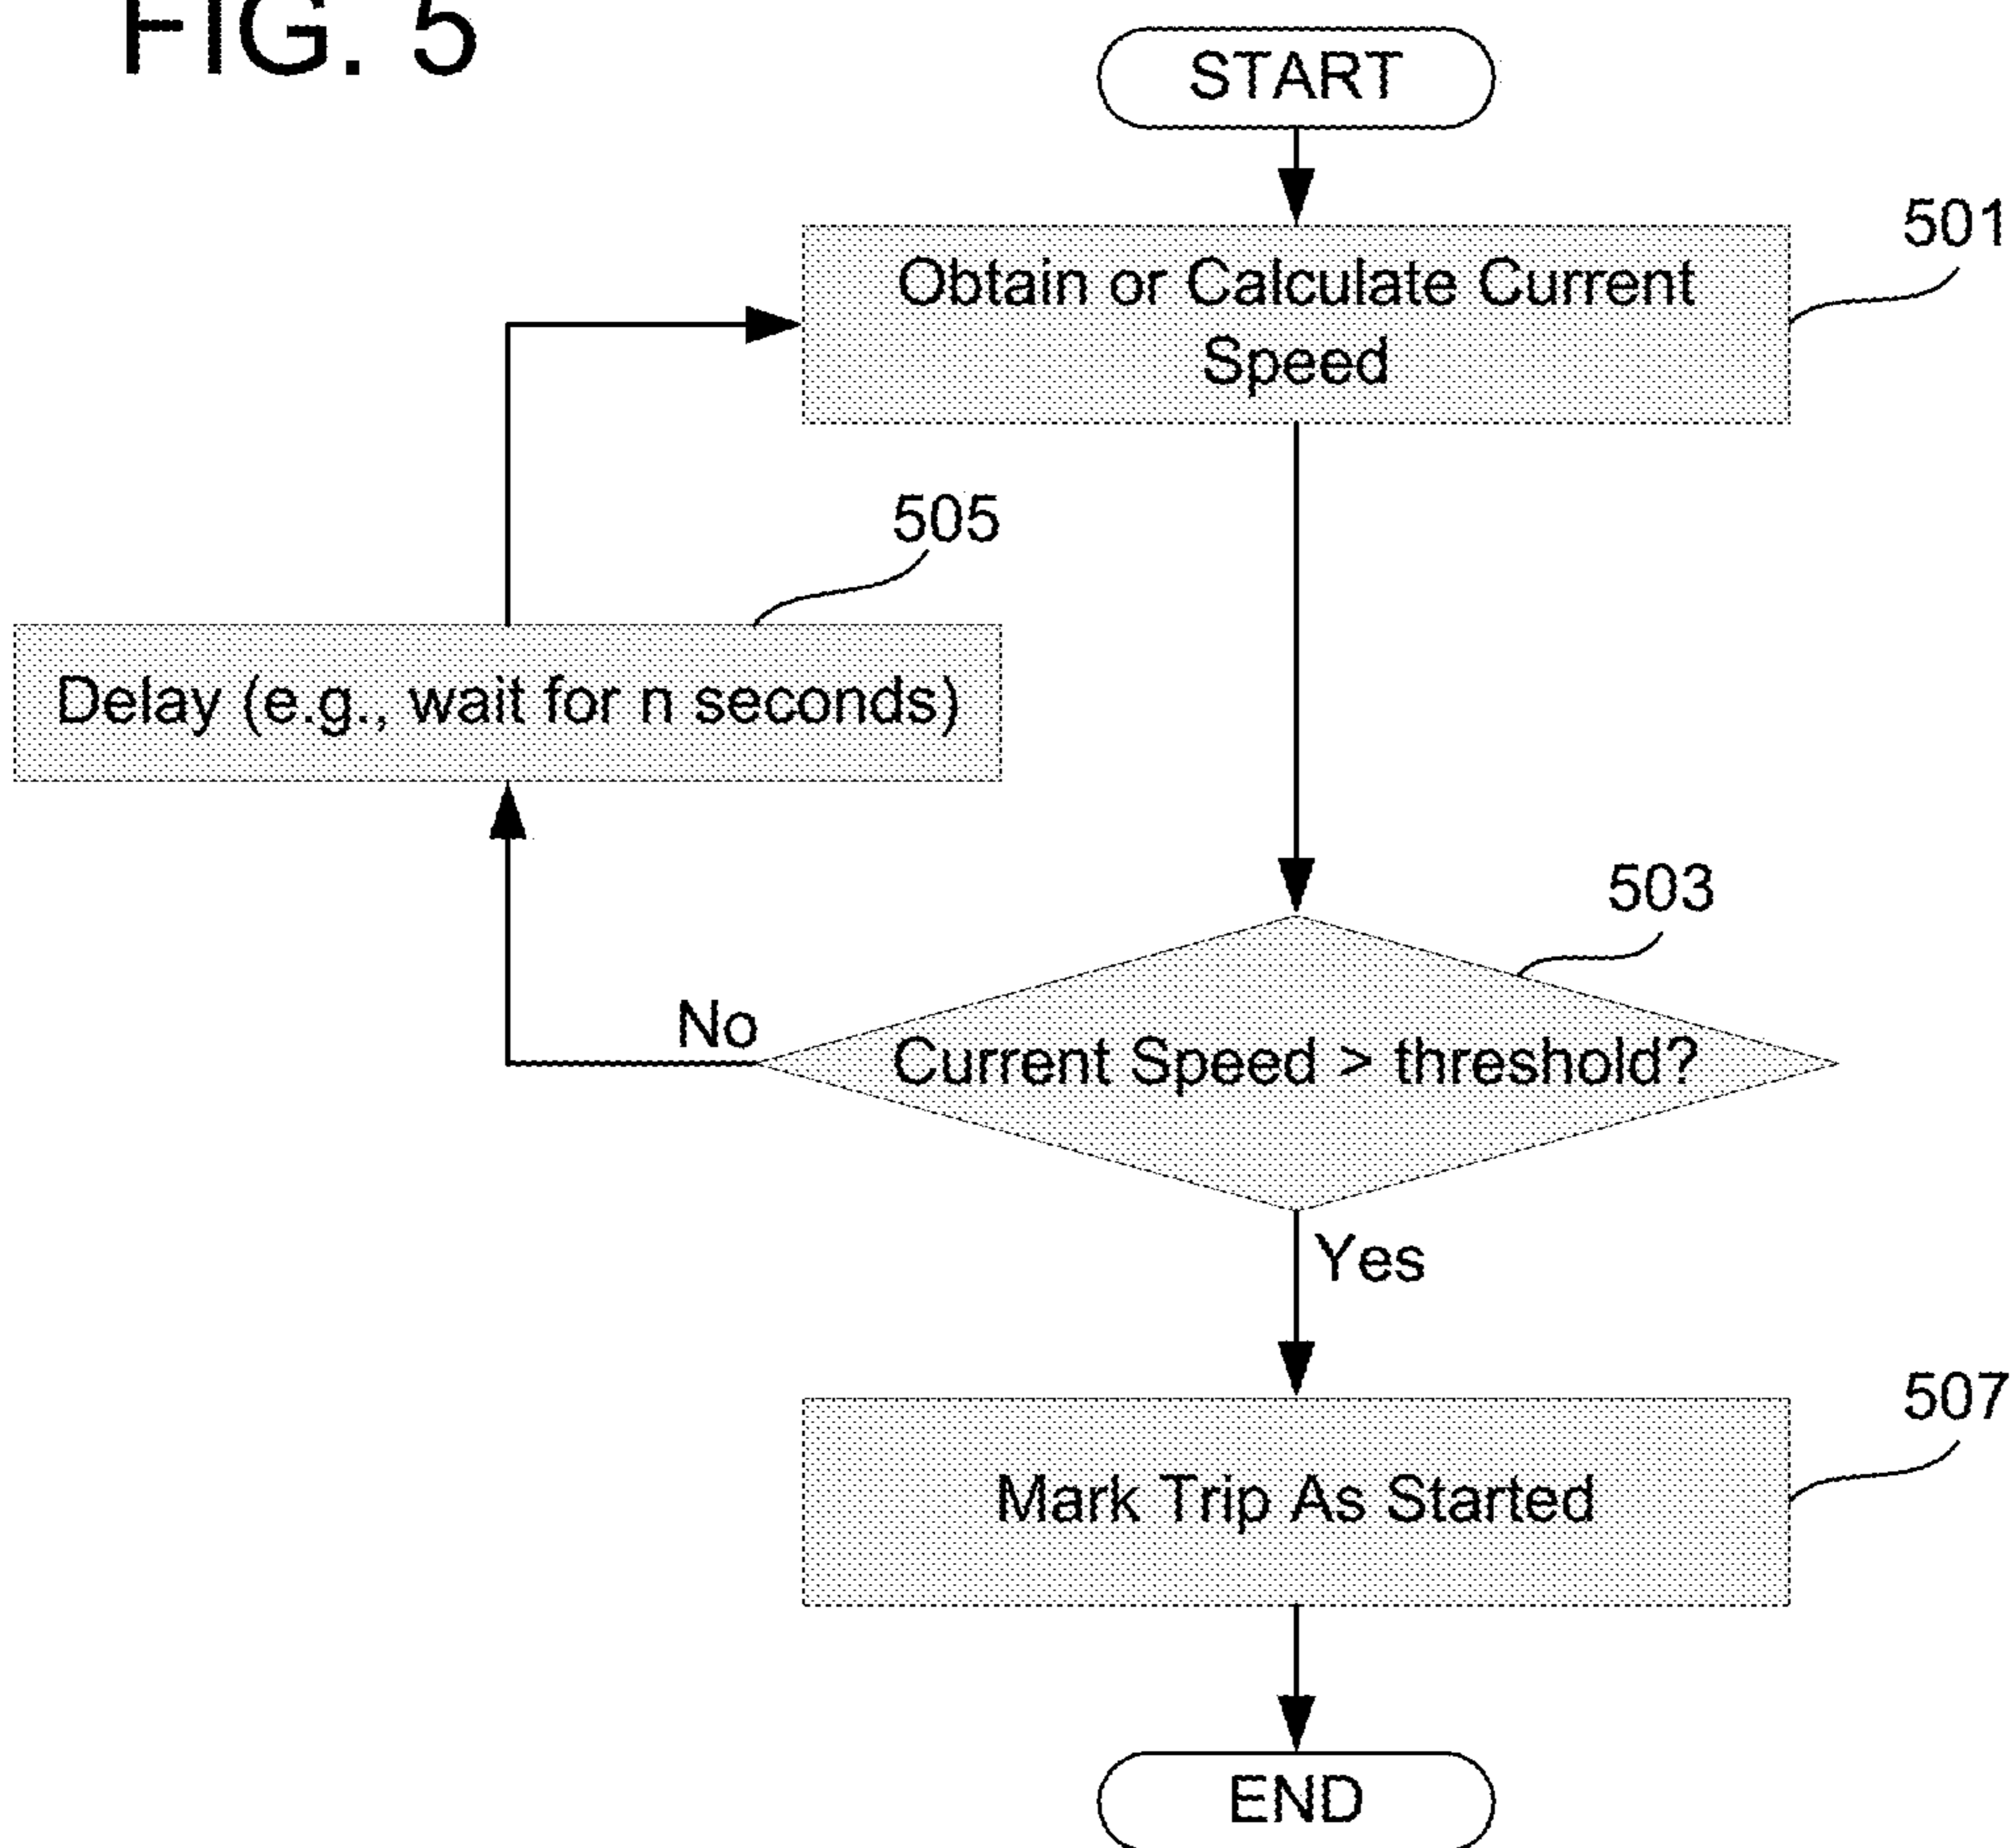 FIG. 5
START
501
Obtain or Calculate Current
Speed
505
Delay (e.g., wait for n seconds)
503
No
Current Speed > threshold?
Yes
507
Mark Trip As Started
END